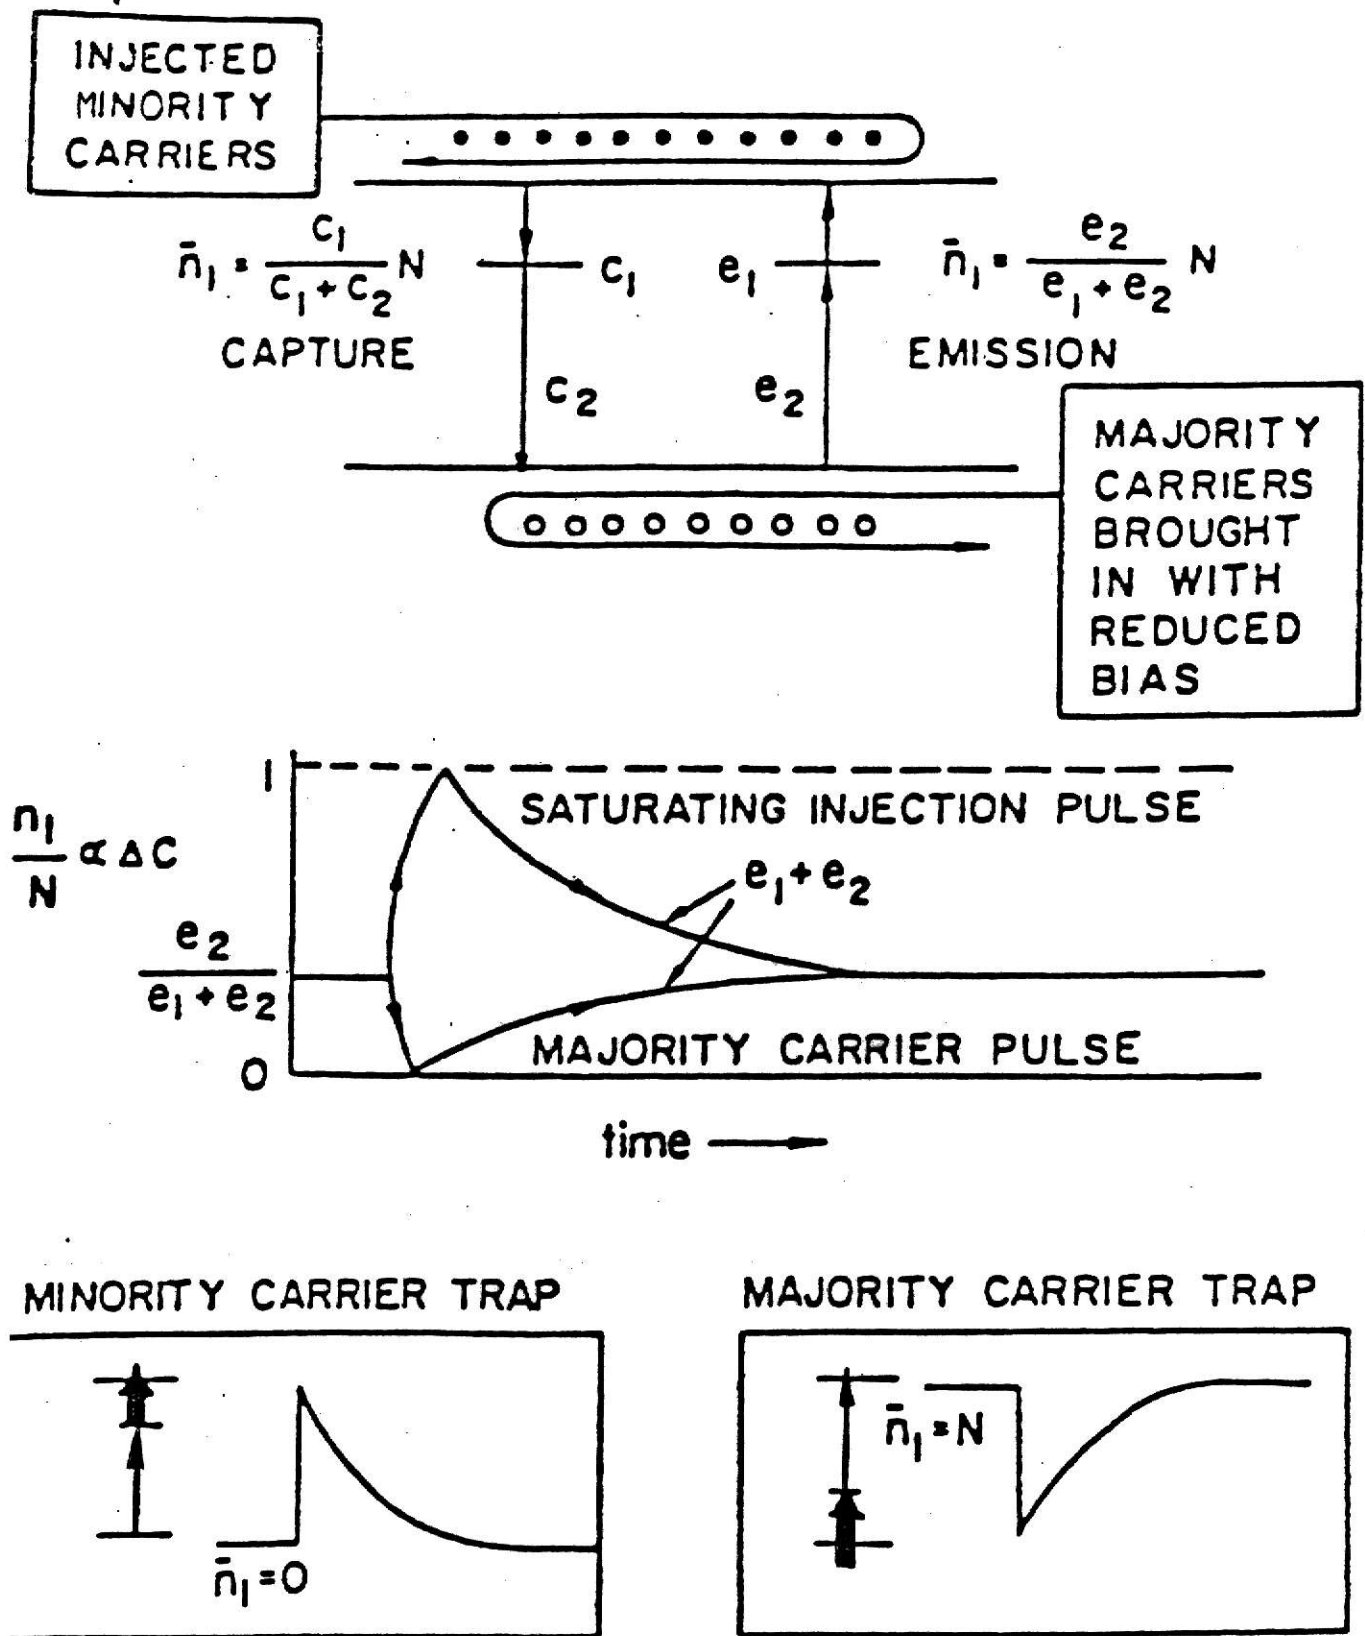 INJECTED
MINORITY
CARRIERS
n̄₁ = c₁ / (c₁ + c₂) N
c₁
e₁
n̄₁ = e₂ / (e₁ + e₂) N
CAPTURE
EMISSION
c₂
e₂
MAJORITY
CARRIERS
BROUGHT
IN WITH
REDUCED
BIAS
1
SATURATING INJECTION PULSE
n₁ / N ∝ ΔC
e₁ + e₂
e₂ / (e₁ + e₂)
MAJORITY CARRIER PULSE
0
time
MINORITY CARRIER TRAP
MAJORITY CARRIER TRAP
n̄₁ = N
n̄₁ = 0